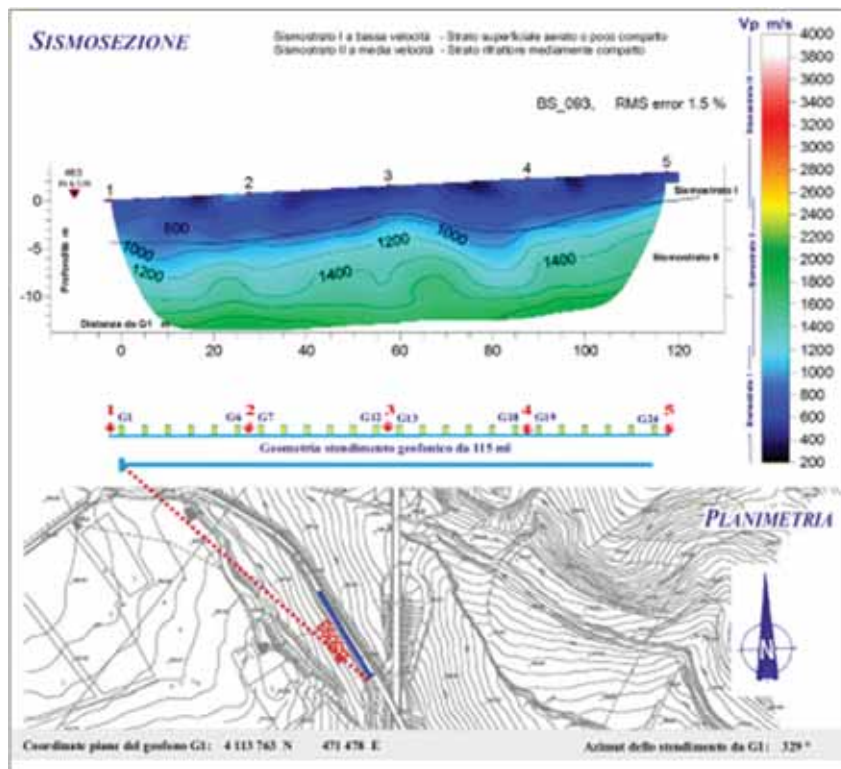 SISMOSEZIONE
Sismostrato I a bassa velocità - Strato superficiale aerato o poco compatto
Sismostrato II a media velocità - Strato rifrattore mediamente compatto
BS_093, RMS error 1.5 %
Vp m/s
4000
3800
3600
3400
3200
3000
2800
2600
2400
2200
2000
1800
1600
1400
1200
1000
800
600
400
200
1 2 3 4 5
0
-5
-10
Profondità m
800
1000
1200
1400
1200
1000
1400
Sismostrato I
Sismostrato II
Distanza da G1 m
0 20 40 60 80 100 120
1 2 3 4 5
G1 G6 G7 G12 G13 G18 G19 G24
Geometria stendimento geofonico da 115 ml
PLANIMETRIA
N
Coordinate piane del geofono G1: 4 113 763 N 471 478 E
Azimut dello stendimento da G1: 329 °